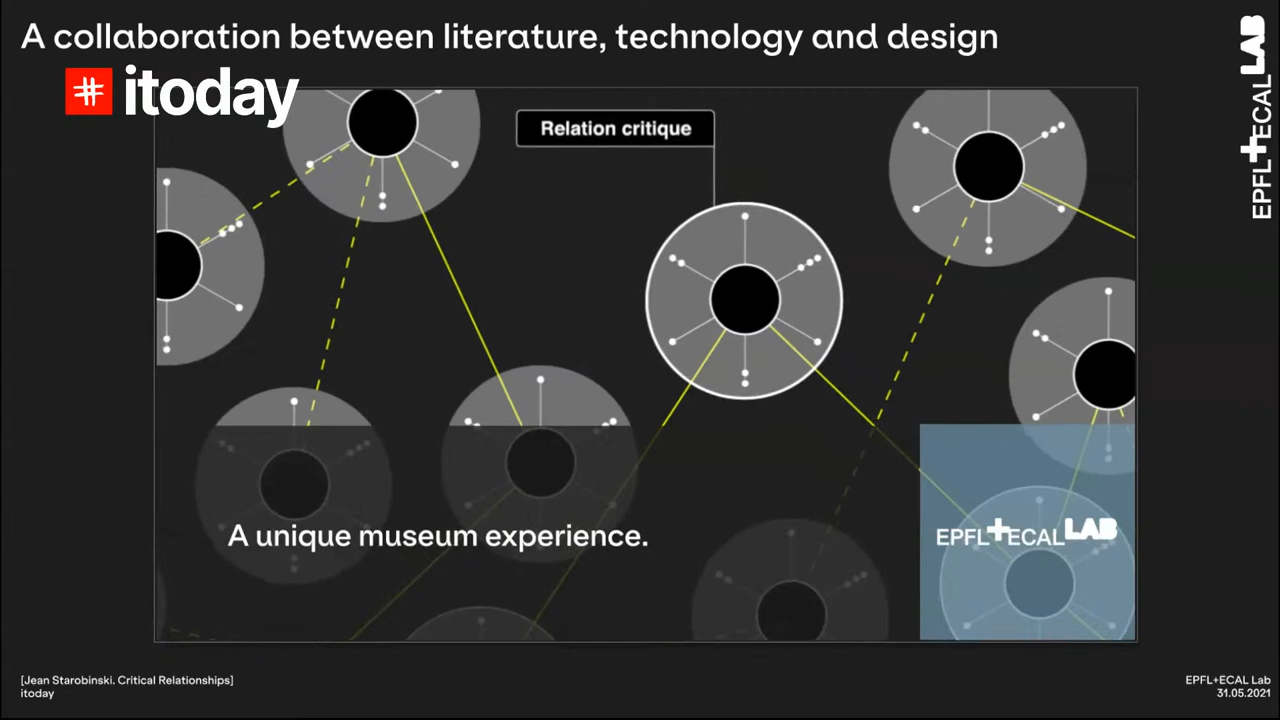 A collaboration between literature, technology and design
# itoday
EPFL+ECAL LAB
Relation critique
A unique museum experience.
EPFL+ECAL LAB
[Jean Starobinski. Critical Relationships]
itoday
EPFL+ECAL Lab
31.05.2021